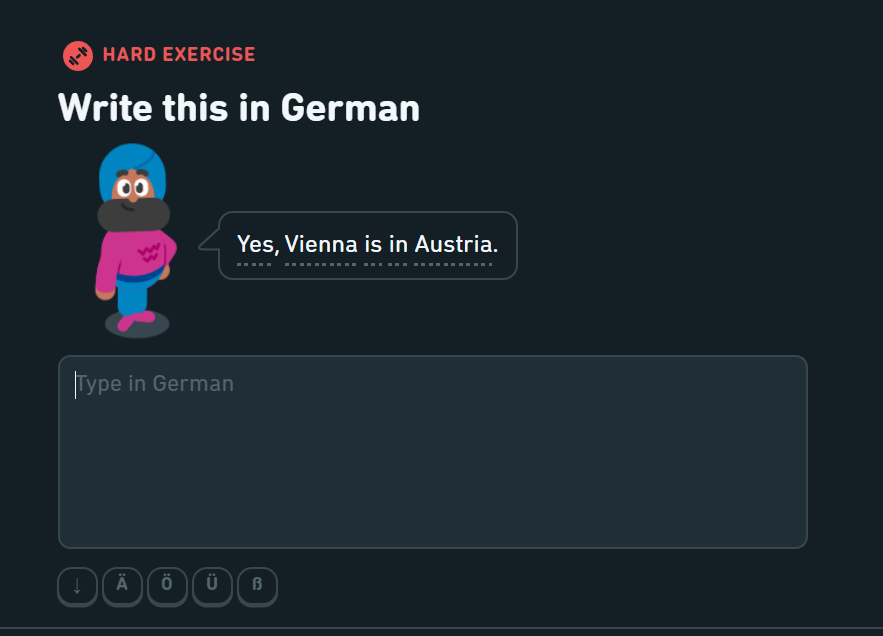 HARD EXERCISE
Write this in German
Yes, Vienna is in Austria.
Type in German
↓ Ä Ö Ü ß